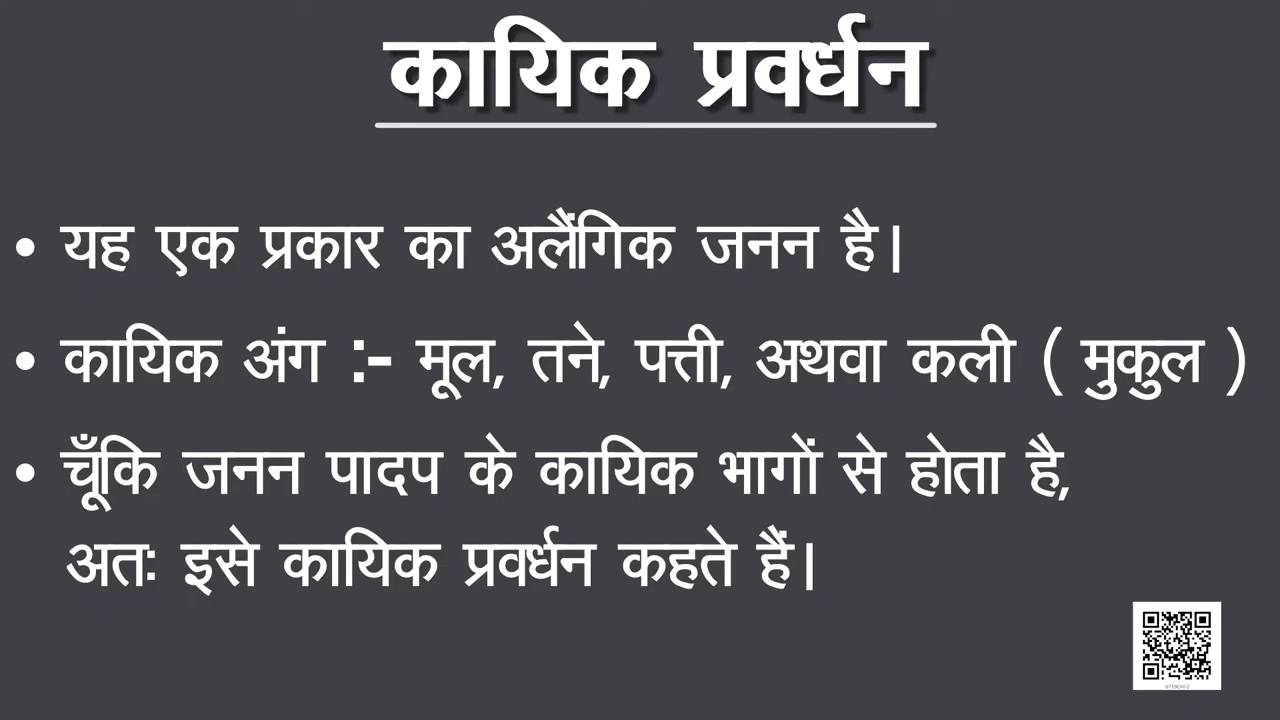 कायिक प्रवर्धन
• यह एक प्रकार का अलैंगिक जनन है।
• कायिक अंग :- मूल, तने, पत्ती, अथवा कली ( मुकुल )
• चूँकि जनन पादप के कायिक भागों से होता है,
अतः इसे कायिक प्रवर्धन कहते हैं।